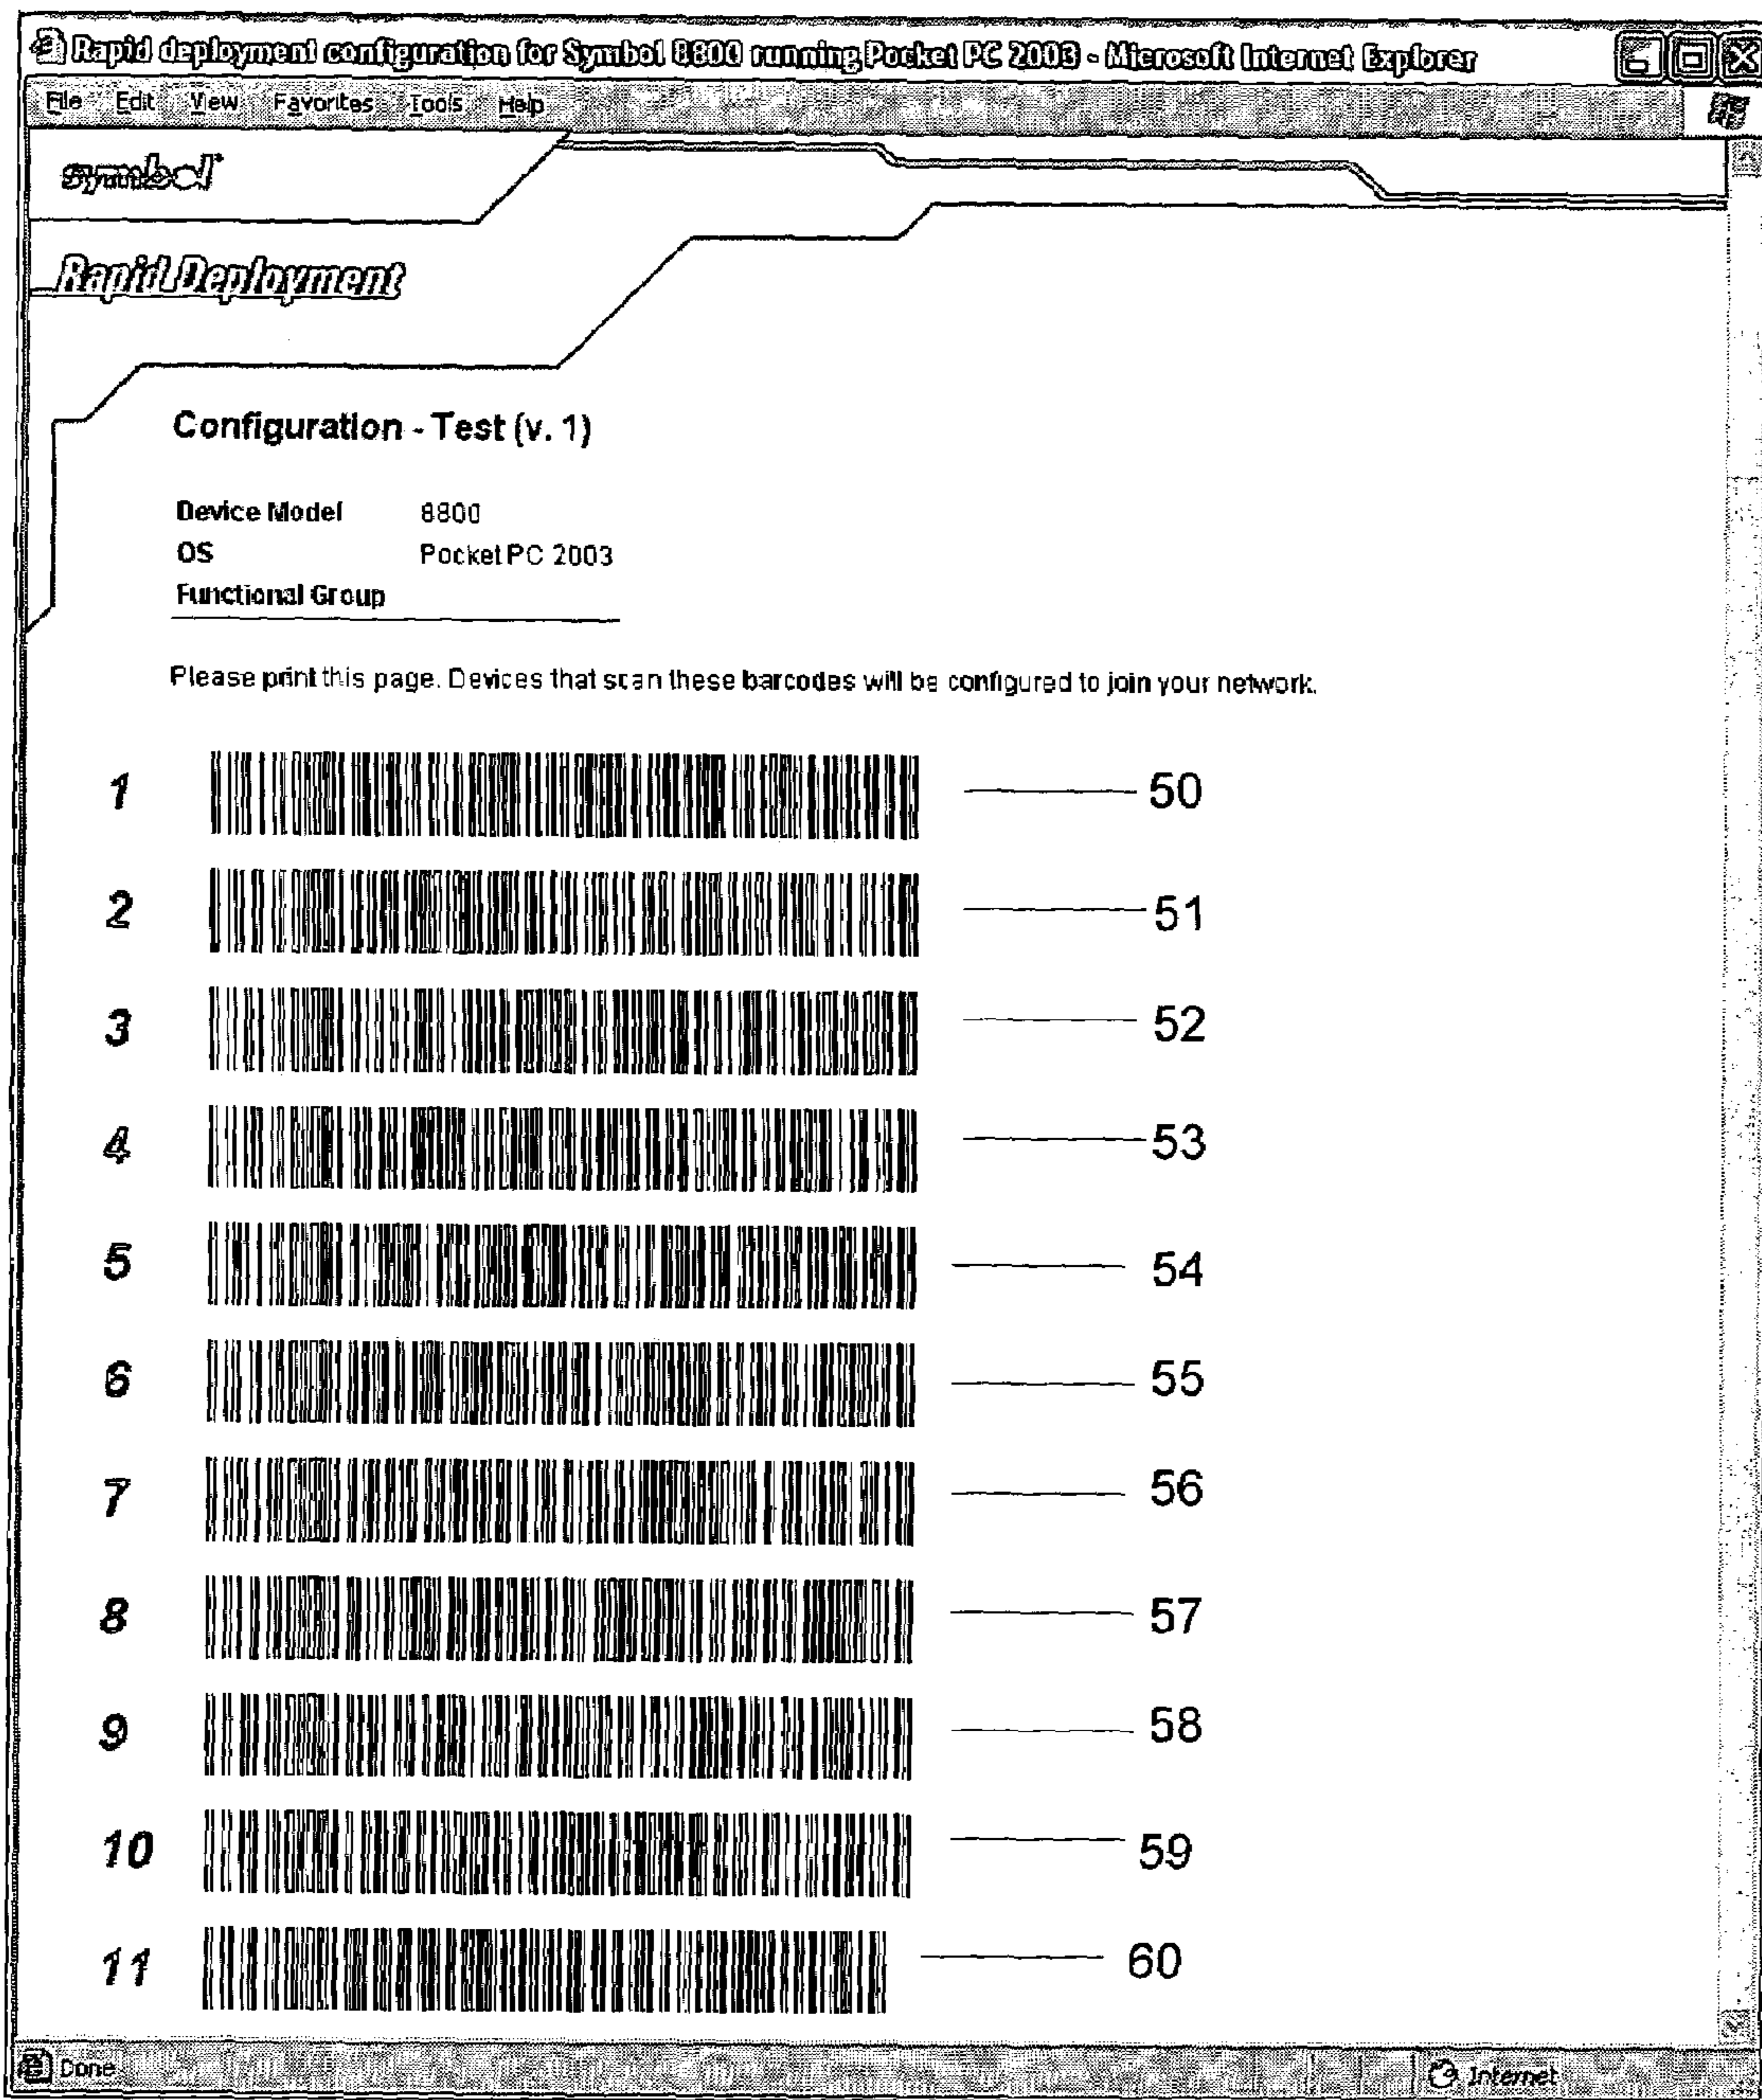 Rapid deployment configuration for Symbol 8800 running Pocket PC 2003 - Microsoft Internet Explorer
File Edit View Favorites Tools Help
symbol
Rapid Deployment
Configuration - Test (v. 1)
Device Model 8800
OS Pocket PC 2003
Functional Group
Please print this page. Devices that scan these barcodes will be configured to join your network.
1 50
2 51
3 52
4 53
5 54
6 55
7 56
8 57
9 58
10 59
11 60
Done Internet